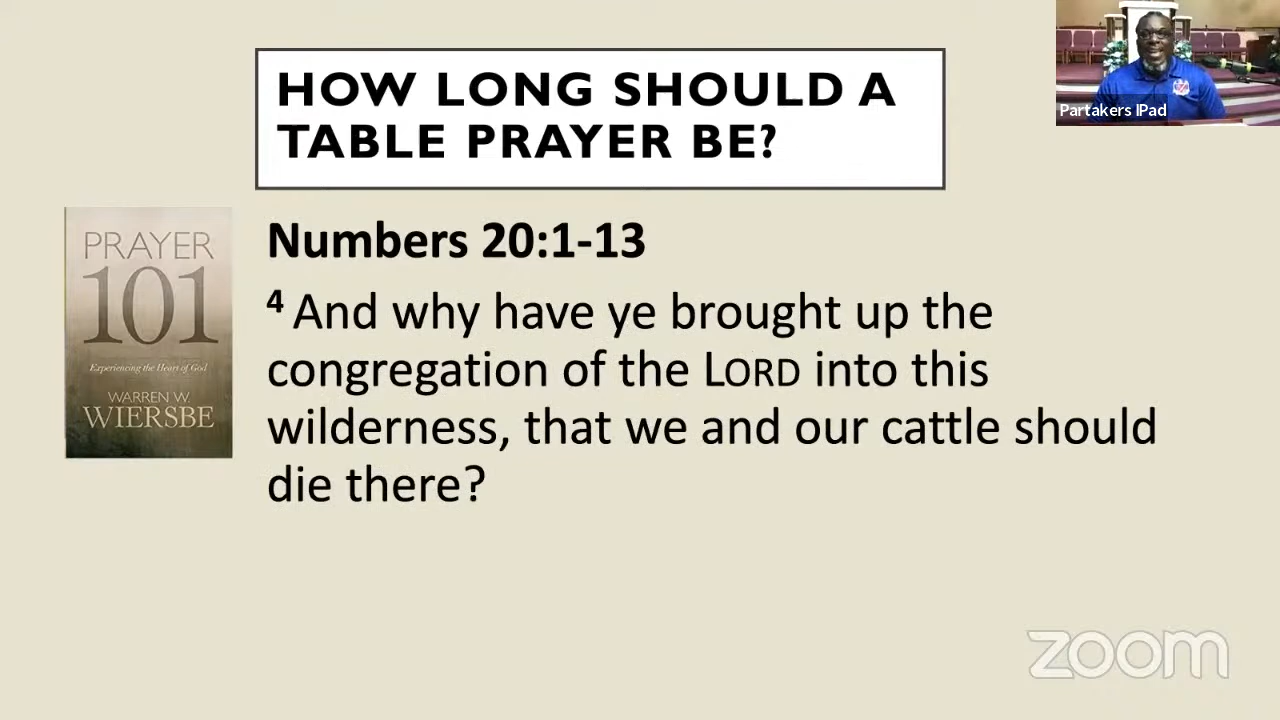 HOW LONG SHOULD A
TABLE PRAYER BE?
Partakers IPad
PRAYER
101
Experiencing the Heart of God
WARREN W.
WIERSBE
Numbers 20:1-13
4 And why have ye brought up the
congregation of the LORD into this
wilderness, that we and our cattle should
die there?
zoom